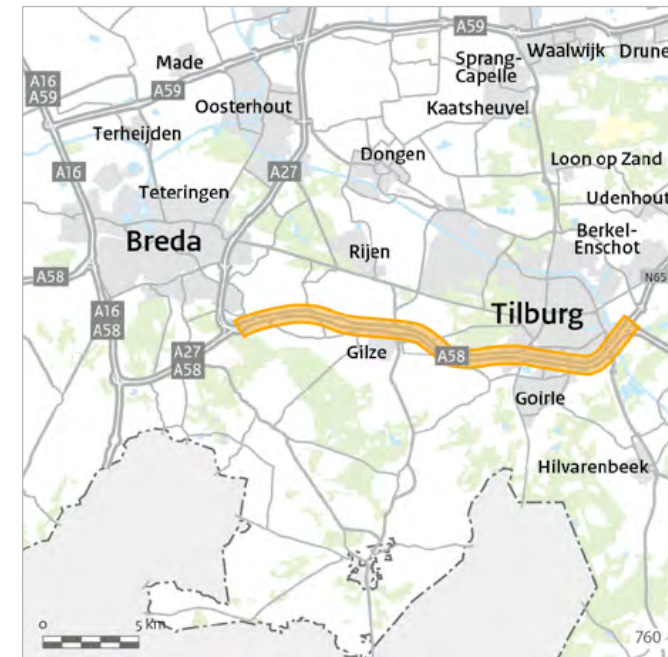 A59
Waalwijk
Drune
Made
Sprang-
Capelle
A16
A59
A59
Oosterhout
Kaatsheuvel
Terheijden
Dongen
Loon op Zand
A16
A27
Teteringen
Udenhout
Berkel-
Enschot
Breda
Rijen
A58
N65
A16
A58
Tilburg
A27
A58
Gilze
A58
Goirle
Hilvarenbeek
0
5 km
760